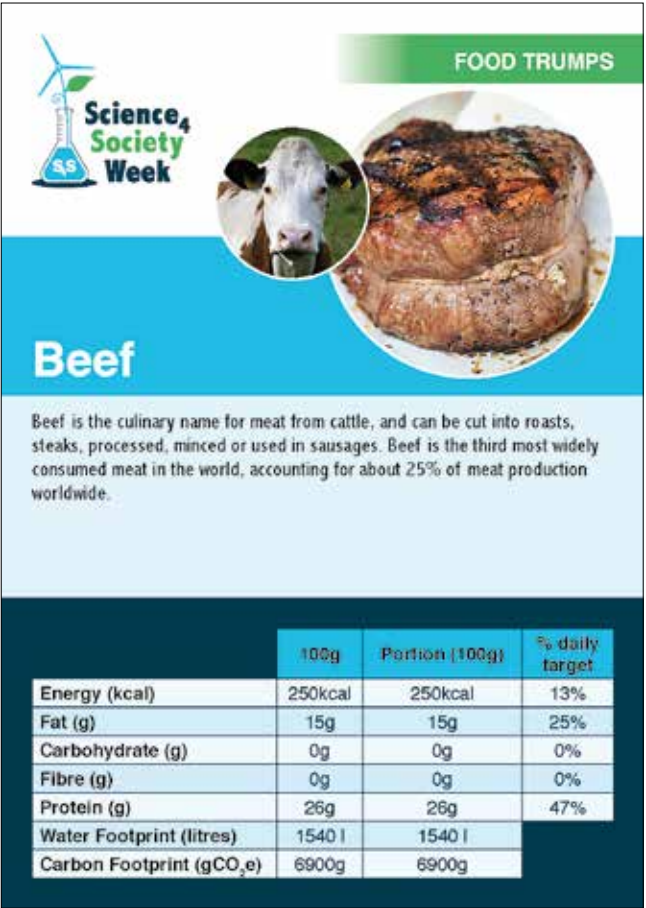 FOOD TRUMPS
Science4
Society
Week
S4S
Beef
Beef is the culinary name for meat from cattle, and can be cut into roasts,
steaks, processed, minced or used in sausages. Beef is the third most widely
consumed meat in the world, accounting for about 25% of meat production
worldwide.
100g Portion (100g) % daily target
Energy (kcal) 250kcal 250kcal 13%
Fat (g) 15g 15g 25%
Carbohydrate (g) 0g 0g 0%
Fibre (g) 0g 0g 0%
Protein (g) 26g 26g 47%
Water Footprint (litres) 1540 l 1540 l
Carbon Footprint (gCO2e) 6900g 6900g